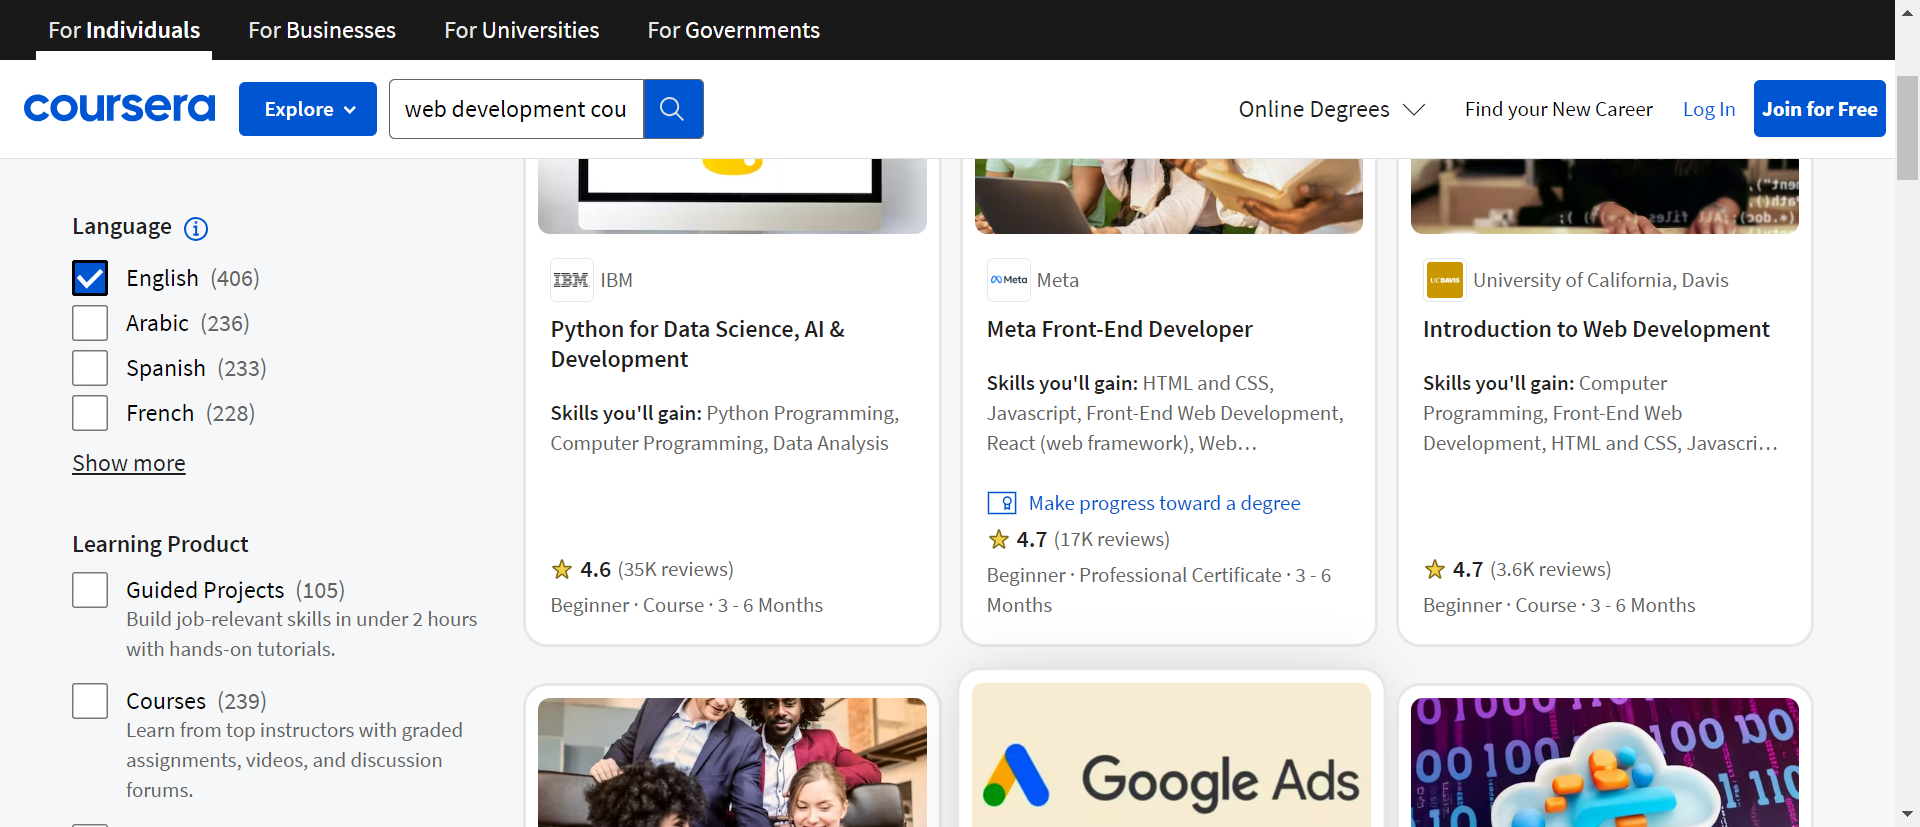 For Individuals
For Businesses
For Universities
For Governments
coursera
Explore
web development cou
Online Degrees
Find your New Career
Log In
Join for Free
Language
English (406)
Arabic (236)
Spanish (233)
French (228)
Show more
Learning Product
Guided Projects (105)
Build job-relevant skills in under 2 hours
with hands-on tutorials.
Courses (239)
Learn from top instructors with graded
assignments, videos, and discussion
forums.
IBM
IBM
Python for Data Science, AI &
Development
Skills you'll gain: Python Programming,
Computer Programming, Data Analysis
4.6 (35K reviews)
Beginner · Course · 3 - 6 Months
Meta
Meta
Meta Front-End Developer
Skills you'll gain: HTML and CSS,
Javascript, Front-End Web Development,
React (web framework), Web...
Make progress toward a degree
4.7 (17K reviews)
Beginner · Professional Certificate · 3 - 6
Months
UCDAVIS
University of California, Davis
Introduction to Web Development
Skills you'll gain: Computer
Programming, Front-End Web
Development, HTML and CSS, Javascri...
4.7 (3.6K reviews)
Beginner · Course · 3 - 6 Months
Google Ads